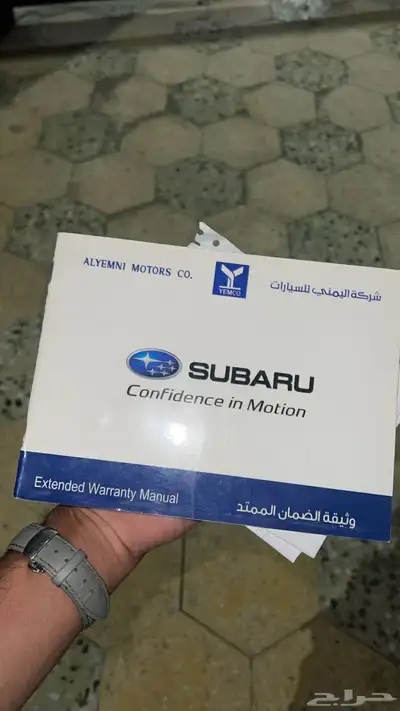 ALYEMNI MOTORS CO.
YEMCO
شركة اليمني للسيارات
SUBARU
Confidence in Motion
Extended Warranty Manual
وثيقة الضمان الممتد
حراج